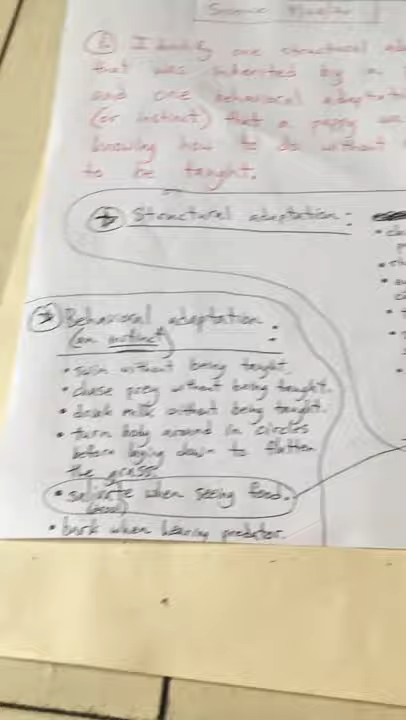 Science
② Identify one structural
that was inherited by a
and one behavioral
(or instinct) that a puppy
knowing how to do without
to be taught.
Structural adaptation:
Behavioral adaptation:
(an instinct)
• swim without being taught.
• chase prey without being taught.
• drink milk without being taught.
• turn body around in circles
before laying down to flatten
the grass
• salivate when seeing food.
(drool)
• bark when hearing predator.